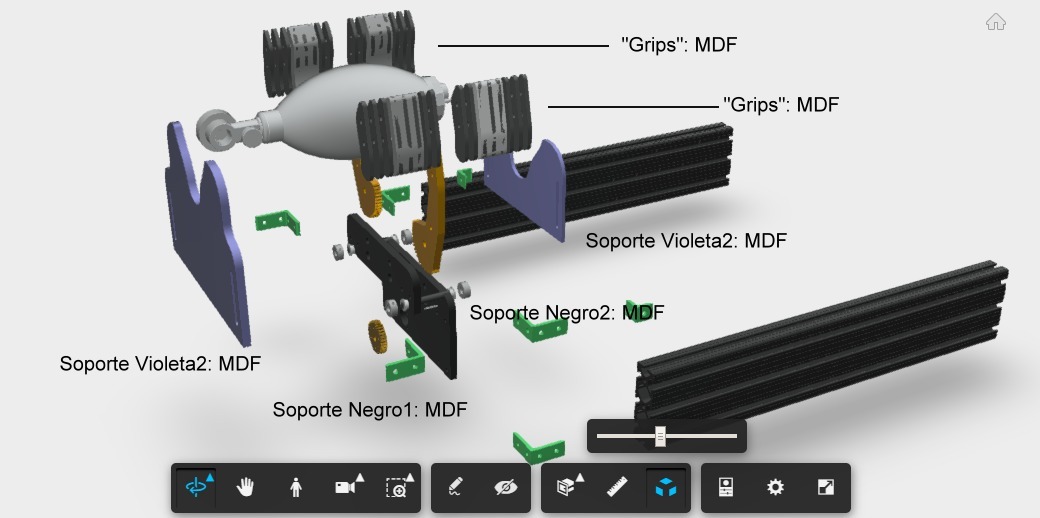 "Grips": MDF
"Grips": MDF
Soporte Violeta2: MDF
Soporte Negro2: MDF
Soporte Violeta2: MDF
Soporte Negro1: MDF